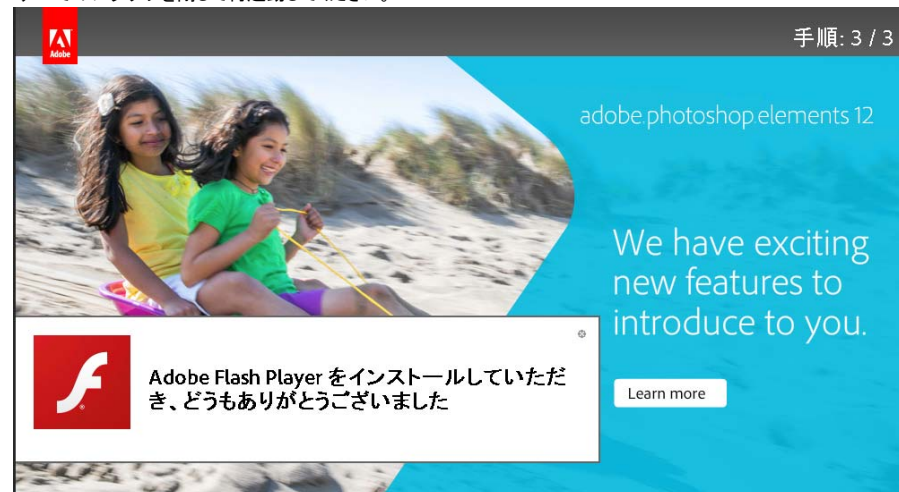 Adobe
手順: 3 / 3
adobe photoshop elements 12
We have exciting
new features to
introduce to you.
Learn more
Adobe Flash Player をインストールしていただ
き、どうもありがとうございました